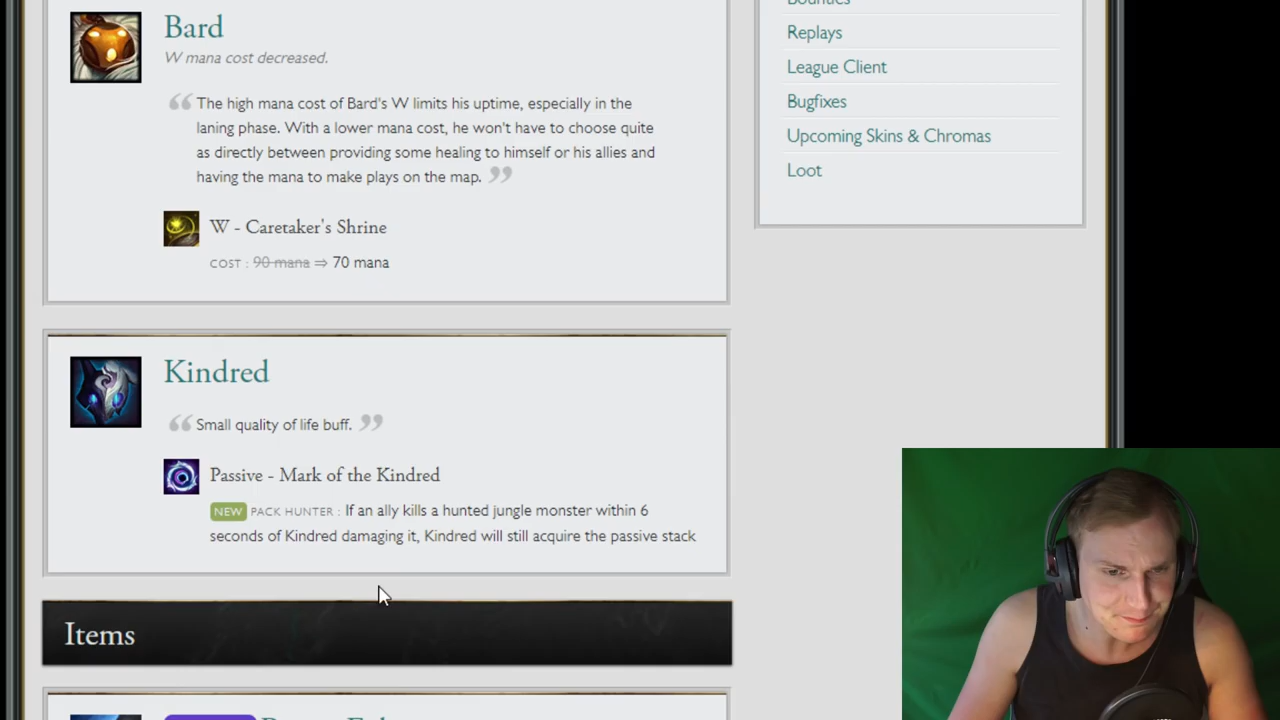 Bard
W mana cost decreased.
The high mana cost of Bard's W limits his uptime, especially in the
laning phase. With a lower mana cost, he won't have to choose quite
as directly between providing some healing to himself or his allies and
having the mana to make plays on the map.
W - Caretaker's Shrine
COST : 90 mana ⇒ 70 mana
Kindred
Small quality of life buff.
Passive - Mark of the Kindred
NEW PACK HUNTER : If an ally kills a hunted jungle monster within 6
seconds of Kindred damaging it, Kindred will still acquire the passive stack
Items
Replays
League Client
Bugfixes
Upcoming Skins & Chromas
Loot